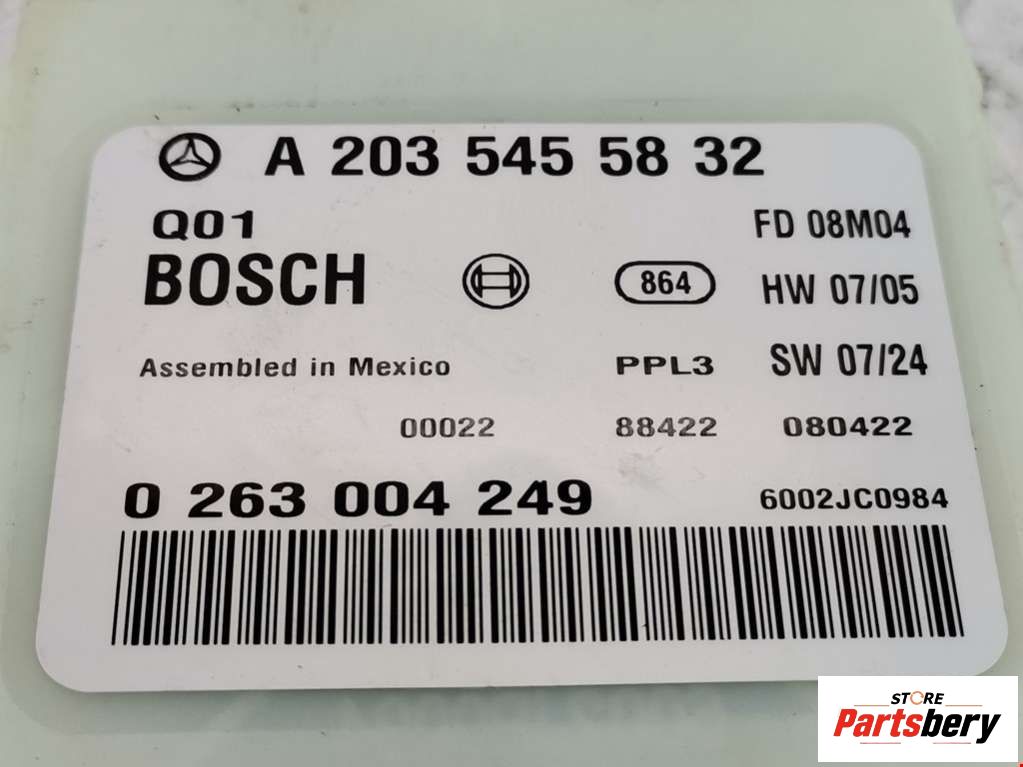 A 203 545 58 32
Q01 FD 08M04
BOSCH 864 HW 07/05
Assembled in Mexico PPL3 SW 07/24
00022 88422 080422
0 263 004 249 6002JC0984
STORE
Partsbery